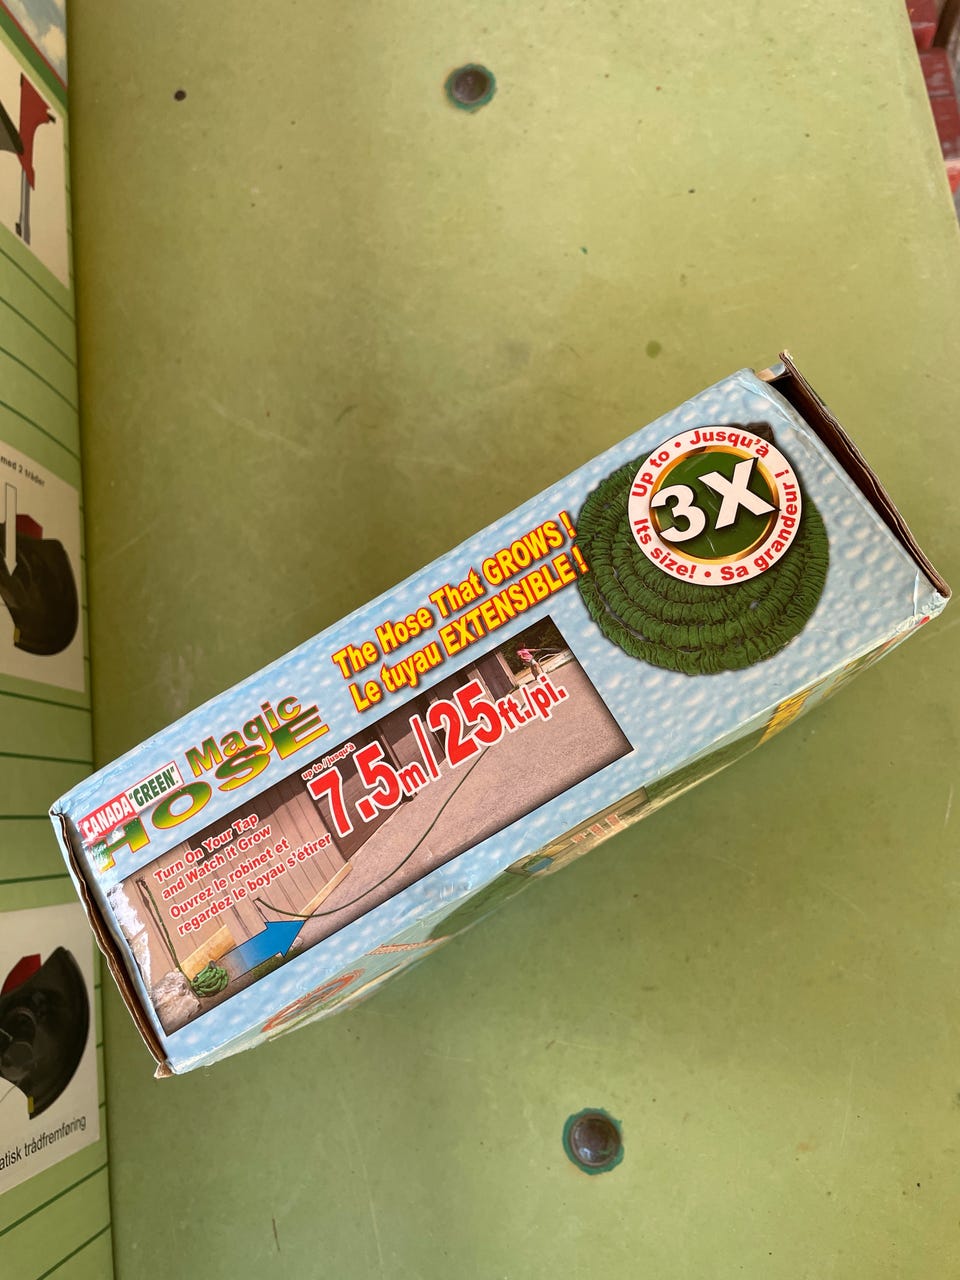 CANADA "GREEN".
Magic
HOSE
The Hose That GROWS !
Le tuyau EXTENSIBLE !
Up to • Jusqu'à
3X
Its size! • Sa grandeur !
up to / jusqu'à
7.5m / 25ft./pi.
Turn On Your Tap
and Watch it Grow
Ouvrez le robinet et
regardez le boyau s'étirer
med 2 tråder
atisk trådfremføring